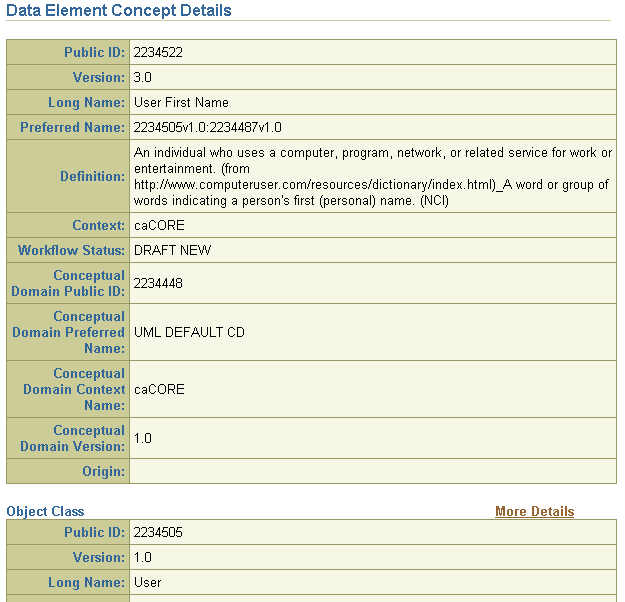 Data Element Concept Details
Public ID: 2234522
Version: 3.0
Long Name: User First Name
Preferred Name: 2234505v1.0:2234487v1.0
Definition: An individual who uses a computer, program, network, or related service for work or
entertainment. (from
http://www.computeruser.com/resources/dictionary/index.html)_A word or group of
words indicating a person's first (personal) name. (NCI)
Context: caCORE
Workflow Status: DRAFT NEW
Conceptual
Domain Public ID: 2234448
Conceptual
Domain Preferred
Name: UML DEFAULT CD
Conceptual
Domain Context
Name: caCORE
Conceptual
Domain Version: 1.0
Origin:
Object Class More Details
Public ID: 2234505
Version: 1.0
Long Name: User